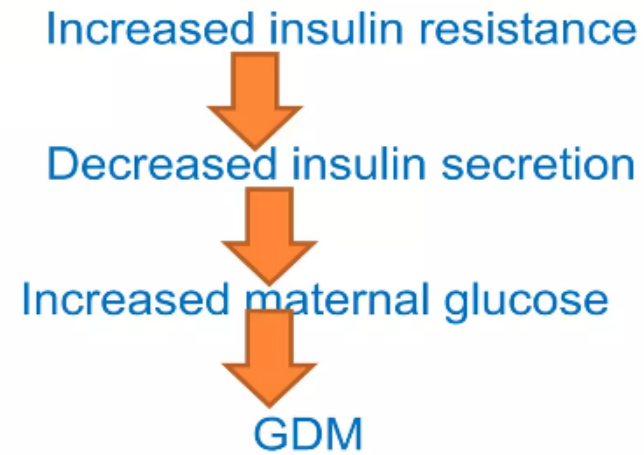 Increased insulin resistance
Decreased insulin secretion
Increased maternal glucose
GDM